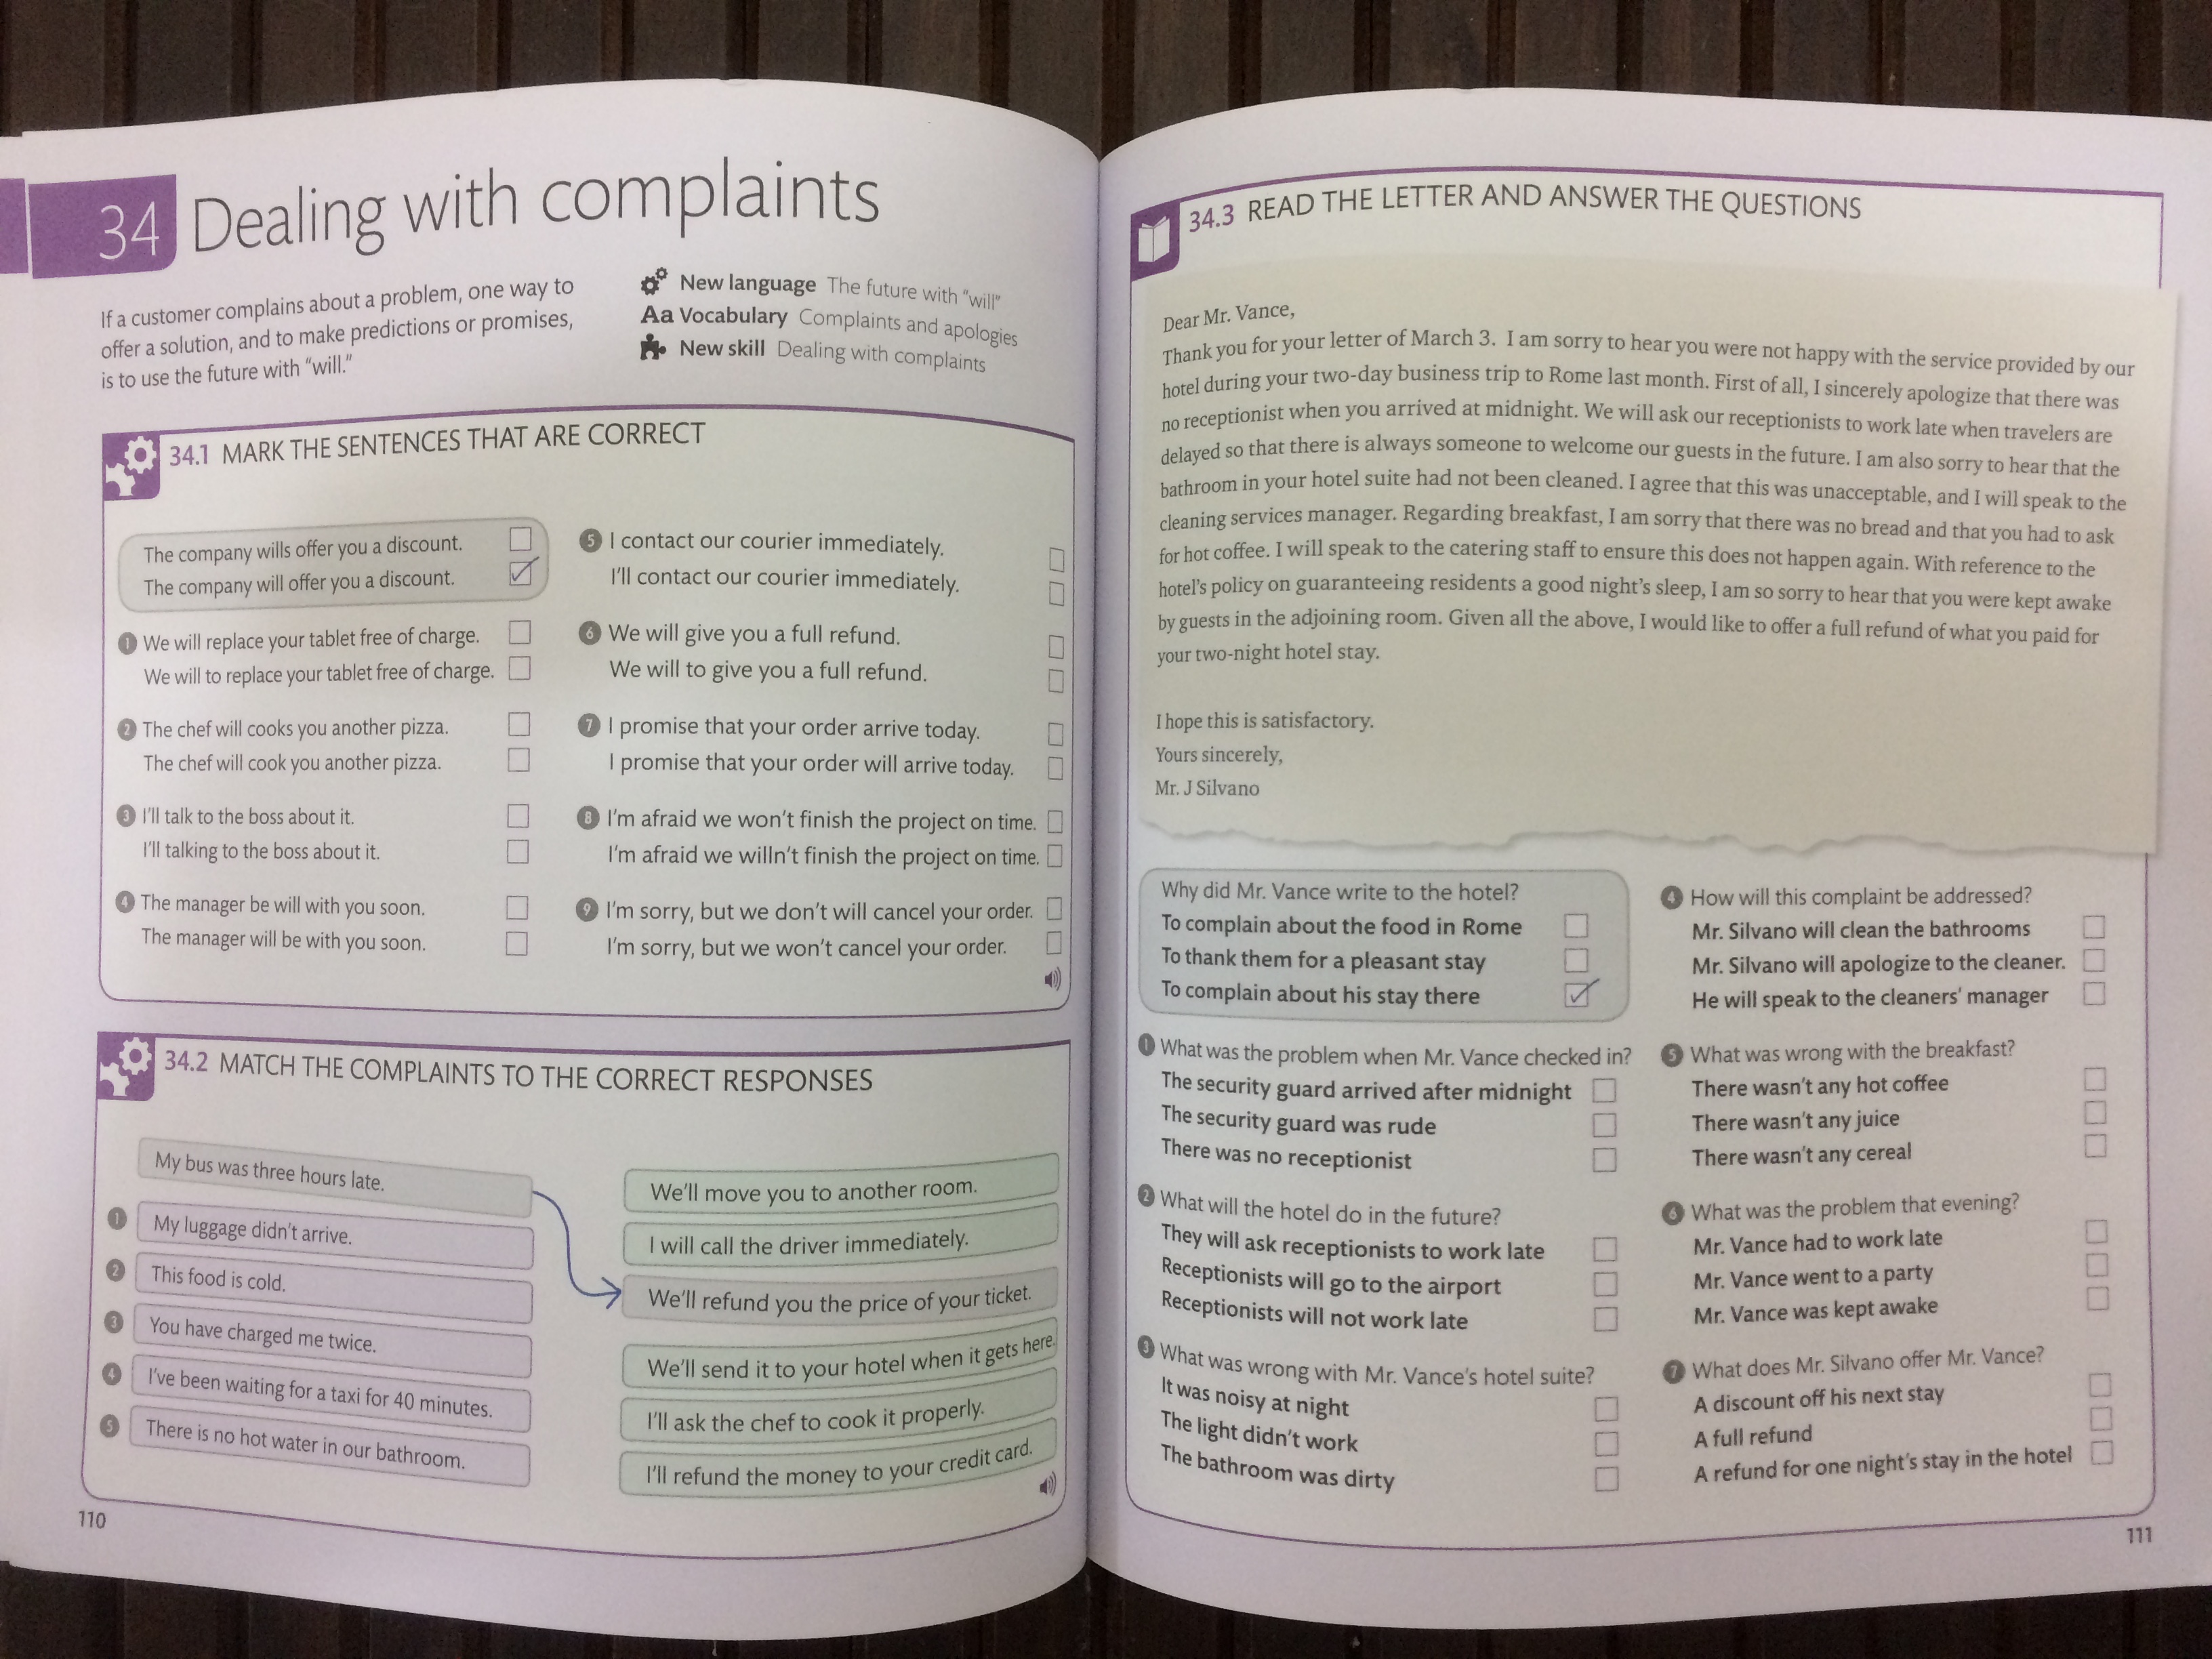 34 Dealing with complaints
If a customer complains about a problem, one way to
offer a solution, and to make predictions or promises,
is to use the future with "will."
New language The future with "will"
Aa Vocabulary Complaints and apologies
New skill Dealing with complaints
34.1 MARK THE SENTENCES THAT ARE CORRECT
The company wills offer you a discount.
The company will offer you a discount.
1 We will replace your tablet free of charge.
We will to replace your tablet free of charge.
2 The chef will cooks you another pizza.
The chef will cook you another pizza.
3 I'll talk to the boss about it.
I'll talking to the boss about it.
4 The manager be will with you soon.
The manager will be with you soon.
5 I contact our courier immediately.
I'll contact our courier immediately.
6 We will give you a full refund.
We will to give you a full refund.
7 I promise that your order arrive today.
I promise that your order will arrive today.
8 I'm afraid we won't finish the project on time.
I'm afraid we willn't finish the project on time.
9 I'm sorry, but we don't will cancel your order.
I'm sorry, but we won't cancel your order.
34.2 MATCH THE COMPLAINTS TO THE CORRECT RESPONSES
My bus was three hours late.
1 My luggage didn't arrive.
2 This food is cold.
3 You have charged me twice.
4 I've been waiting for a taxi for 40 minutes.
5 There is no hot water in our bathroom.
We'll move you to another room.
I will call the driver immediately.
We'll refund you the price of your ticket.
We'll send it to your hotel when it gets here.
I'll ask the chef to cook it properly.
I'll refund the money to your credit card.
110
34.3 READ THE LETTER AND ANSWER THE QUESTIONS
Dear Mr. Vance,
Thank you for your letter of March 3. I am sorry to hear you were not happy with the service provided by our
hotel during your two-day business trip to Rome last month. First of all, I sincerely apologize that there was
no receptionist when you arrived at midnight. We will ask our receptionists to work late when travelers are
delayed so that there is always someone to welcome our guests in the future. I am also sorry to hear that the
bathroom in your hotel suite had not been cleaned. I agree that this was unacceptable, and I will speak to the
cleaning services manager. Regarding breakfast, I am sorry that there was no bread and that you had to ask
for hot coffee. I will speak to the catering staff to ensure this does not happen again. With reference to the
hotel's policy on guaranteeing residents a good night's sleep, I am so sorry to hear that you were kept awake
by guests in the adjoining room. Given all the above, I would like to offer a full refund of what you paid for
your two-night hotel stay.
I hope this is satisfactory.
Yours sincerely,
Mr. J Silvano
Why did Mr. Vance write to the hotel?
To complain about the food in Rome
To thank them for a pleasant stay
To complain about his stay there
1 What was the problem when Mr. Vance checked in?
The security guard arrived after midnight
The security guard was rude
There was no receptionist
2 What will the hotel do in the future?
They will ask receptionists to work late
Receptionists will go to the airport
Receptionists will not work late
3 What was wrong with Mr. Vance's hotel suite?
It was noisy at night
The light didn't work
The bathroom was dirty
4 How will this complaint be addressed?
Mr. Silvano will clean the bathrooms
Mr. Silvano will apologize to the cleaner.
He will speak to the cleaners' manager
5 What was wrong with the breakfast?
There wasn't any hot coffee
There wasn't any juice
There wasn't any cereal
6 What was the problem that evening?
Mr. Vance had to work late
Mr. Vance went to a party
Mr. Vance was kept awake
7 What does Mr. Silvano offer Mr. Vance?
A discount off his next stay
A full refund
A refund for one night's stay in the hotel
111